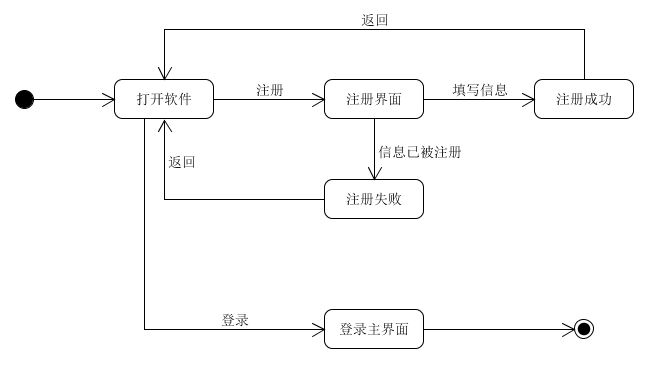 返回
打开软件
注册
注册界面
填写信息
注册成功
信息已被注册
返回
注册失败
登录
登录主界面